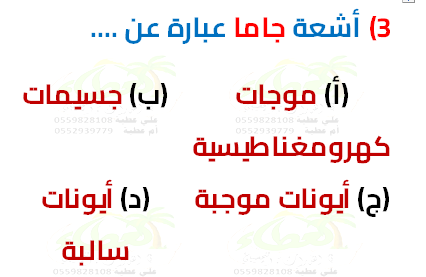 3) أشعة جاما عبارة عن ....
(أ) موجات (ب) جسيمات
علي عطية 0559828108 علي عطية 0559828108
أم عطية 0552939779 أم عطية 0552939779
كهرومغناطيسية
(ج) أيونات موجبة (د) أيونات
سالبة
علي عطية 0559828108 علي عطية 0559828108